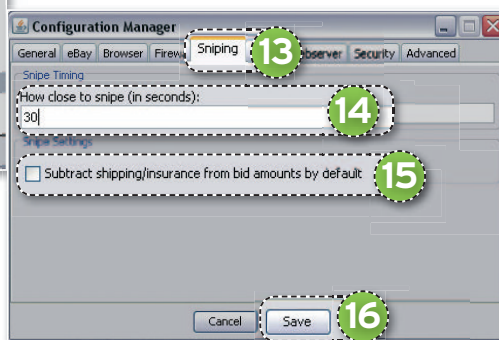 Configuration Manager
General eBay Browser Sniping 13 Security Advanced
Snipe Timing
How close to snipe (in seconds):
30 14
Snipe Settings
Subtract shipping/insurance from bid amounts by default 15
Cancel Save 16